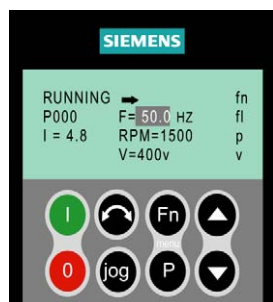 SIEMENS
RUNNING fn
P000 F= 50.0 HZ fl
I = 4.8 RPM=1500 p
V=400v v
I Fn
menu
0 jog P